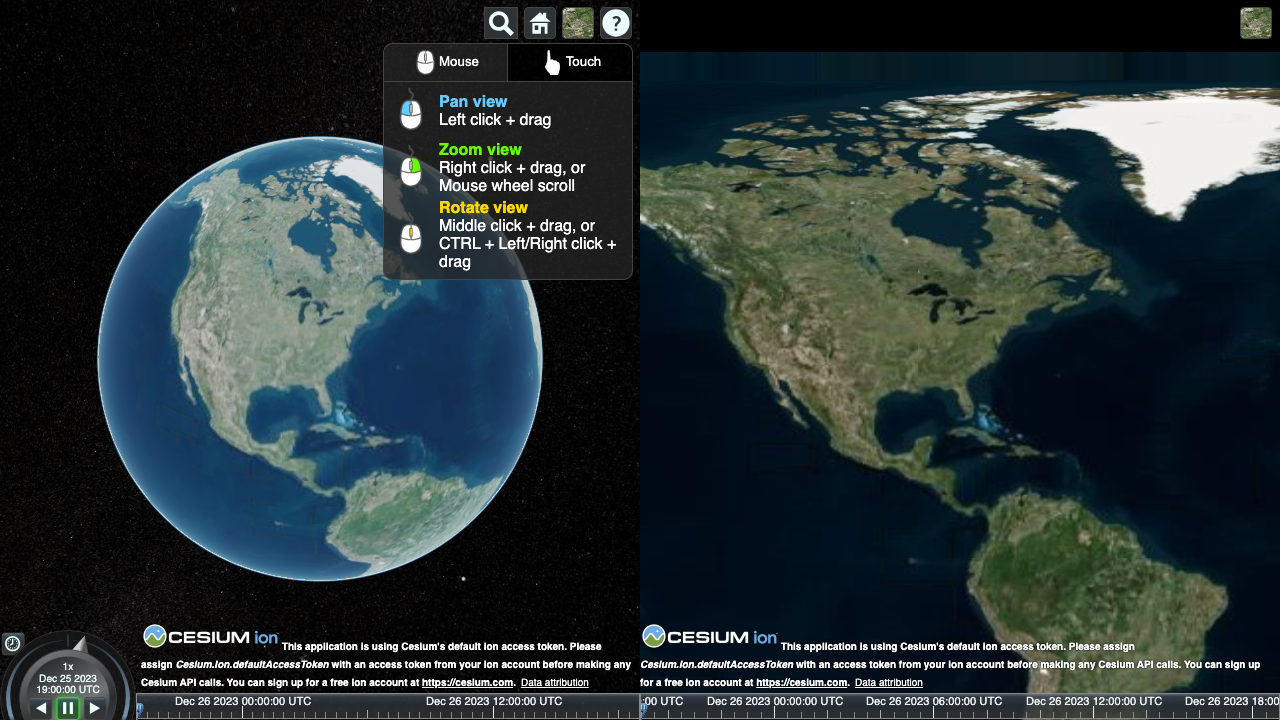 Mouse
Touch
Pan view
Left click + drag
Zoom view
Right click + drag, or
Mouse wheel scroll
Rotate view
Middle click + drag, or
CTRL + Left/Right click +
drag
CESIUM ion This application is using Cesium's default ion access token. Please
assign Cesium.Ion.defaultAccessToken with an access token from your ion account before making any
Cesium API calls. You can sign up for a free ion account at https://cesium.com. Data attribution
1x
Dec 25 2023
19:00:00 UTC
Dec 26 2023 00:00:00 UTC
Dec 26 2023 12:00:00 UTC
CESIUM ion This application is using Cesium's default ion access token. Please assign
Cesium.Ion.defaultAccessToken with an access token from your ion account before making any Cesium API calls. You can sign up
for a free ion account at https://cesium.com. Data attribution
:00 UTC
Dec 26 2023 00:00:00 UTC
Dec 26 2023 06:00:00 UTC
Dec 26 2023 12:00:00 UTC
Dec 26 2023 18:0